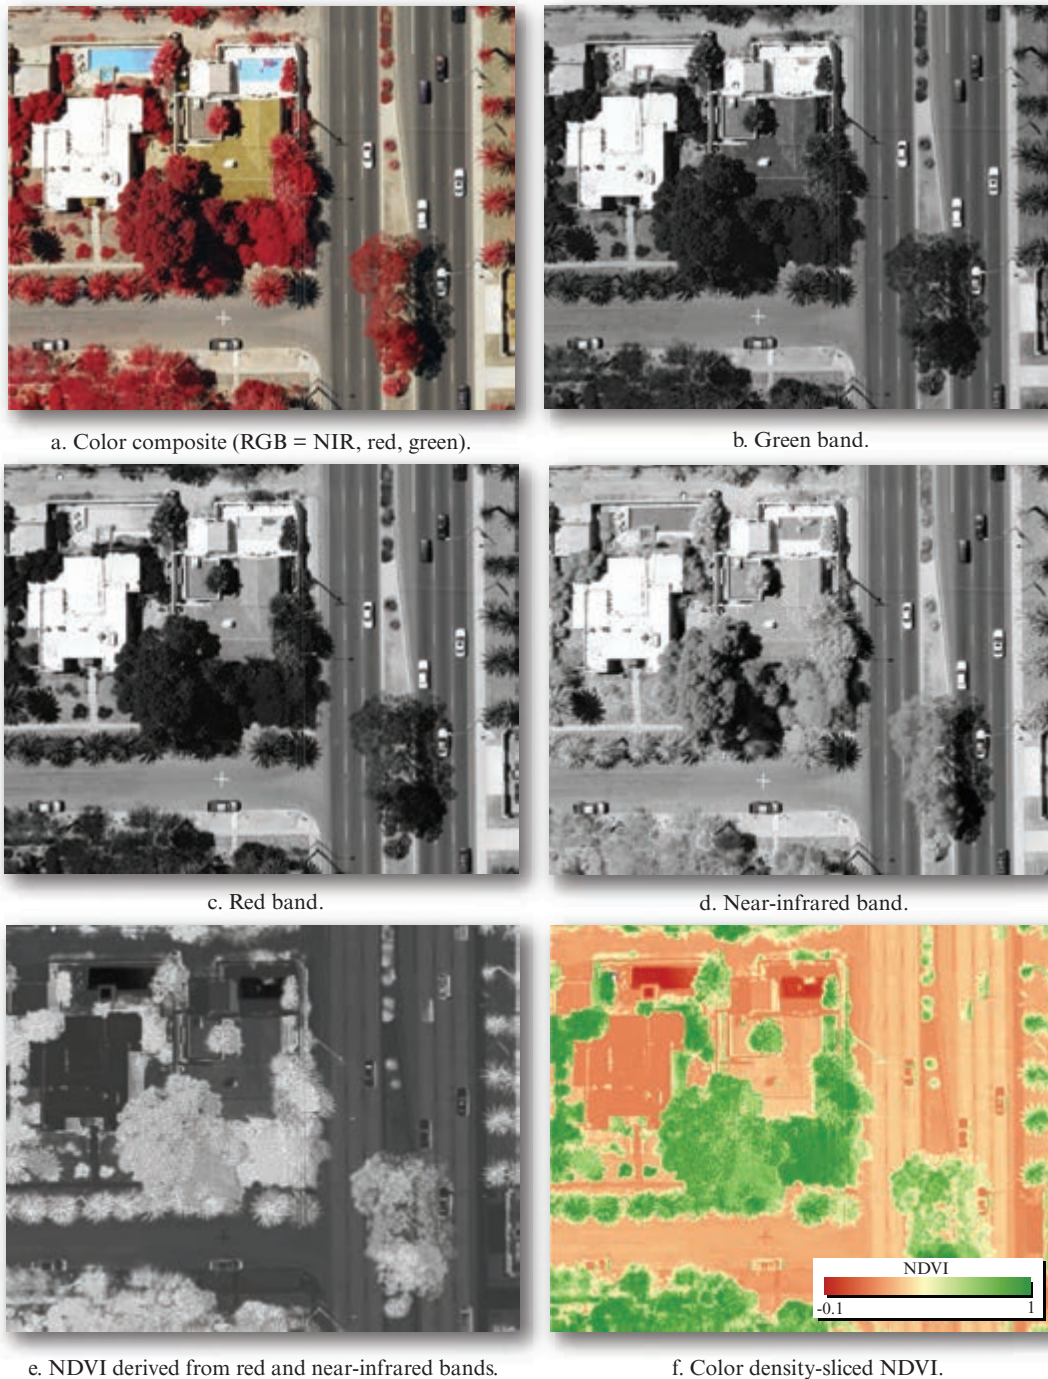 a. Color composite (RGB = NIR, red, green).
b. Green band.
c. Red band.
d. Near-infrared band.
NDVI
-0.1 1
e. NDVI derived from red and near-infrared bands.
f. Color density-sliced NDVI.